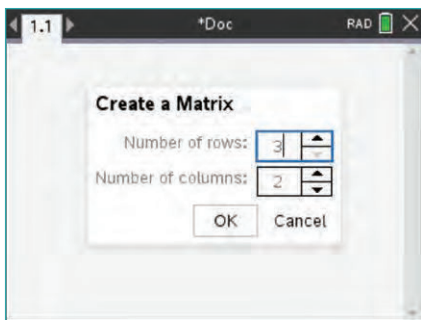 1.1 *Doc RAD
Create a Matrix
Number of rows: 3
Number of columns: 2
OK Cancel